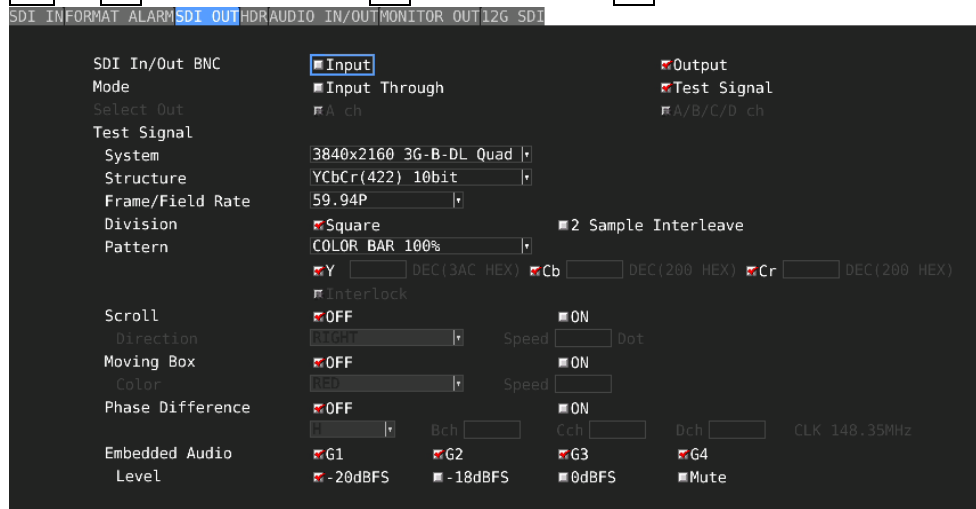 SDI IN FORMAT ALARM SDI OUT HDR AUDIO IN/OUT MONITOR OUT 12G SDI
SDI In/Out BNC Input Output
Mode Input Through Test Signal
Select Out A ch A/B/C/D ch
Test Signal
System 3840x2160 3G-B-DL Quad
Structure YCbCr(422) 10bit
Frame/Field Rate 59.94P
Division Square 2 Sample Interleave
Pattern COLOR BAR 100%
Y DEC(3AC HEX) Cb DEC(200 HEX) Cr DEC(200 HEX)
Interlock
Scroll OFF ON
Direction RIGHT Speed Dot
Moving Box OFF ON
Color RED Speed
Phase Difference OFF ON
H Bch Cch Dch CLK 148.35MHz
Embedded Audio G1 G2 G3 G4
Level -20dBFS -18dBFS 0dBFS Mute